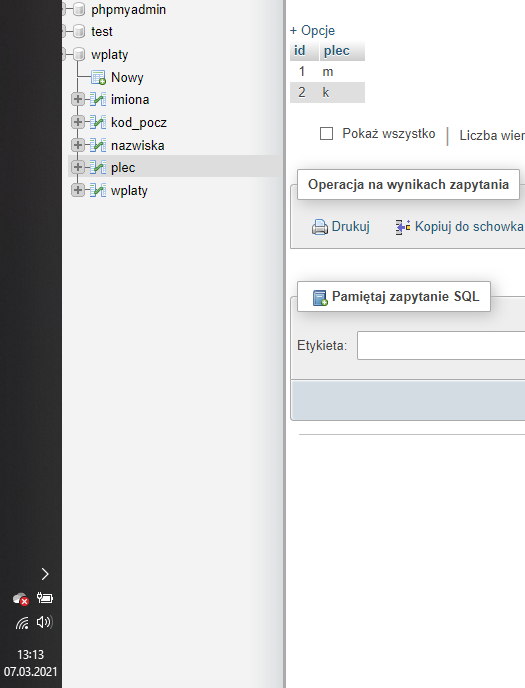 phpmyadmin
test
wplaty
Nowy
imiona
kod_pocz
nazwiska
plec
wplaty
+ Opcje
id plec
1 m
2 k
Pokaż wszystko Liczba wier
Operacja na wynikach zapytania
Drukuj Kopiuj do schowka
Pamiętaj zapytanie SQL
Etykieta:
13:13
07.03.2021